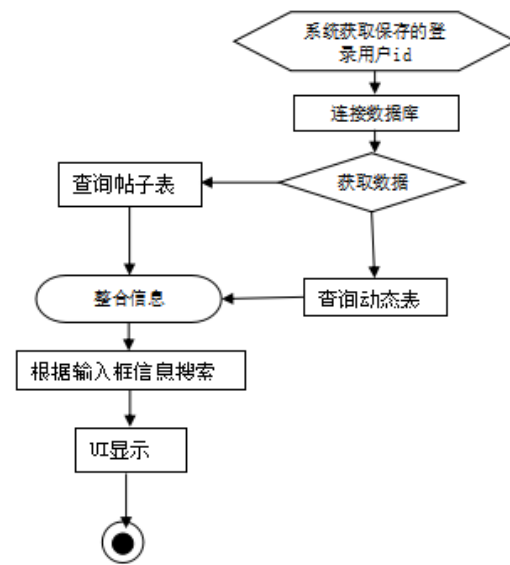 系统获取保存的登
录用户id
连接数据库
获取数据
查询帖子表
整合信息
查询动态表
根据输入框信息搜索
UI显示